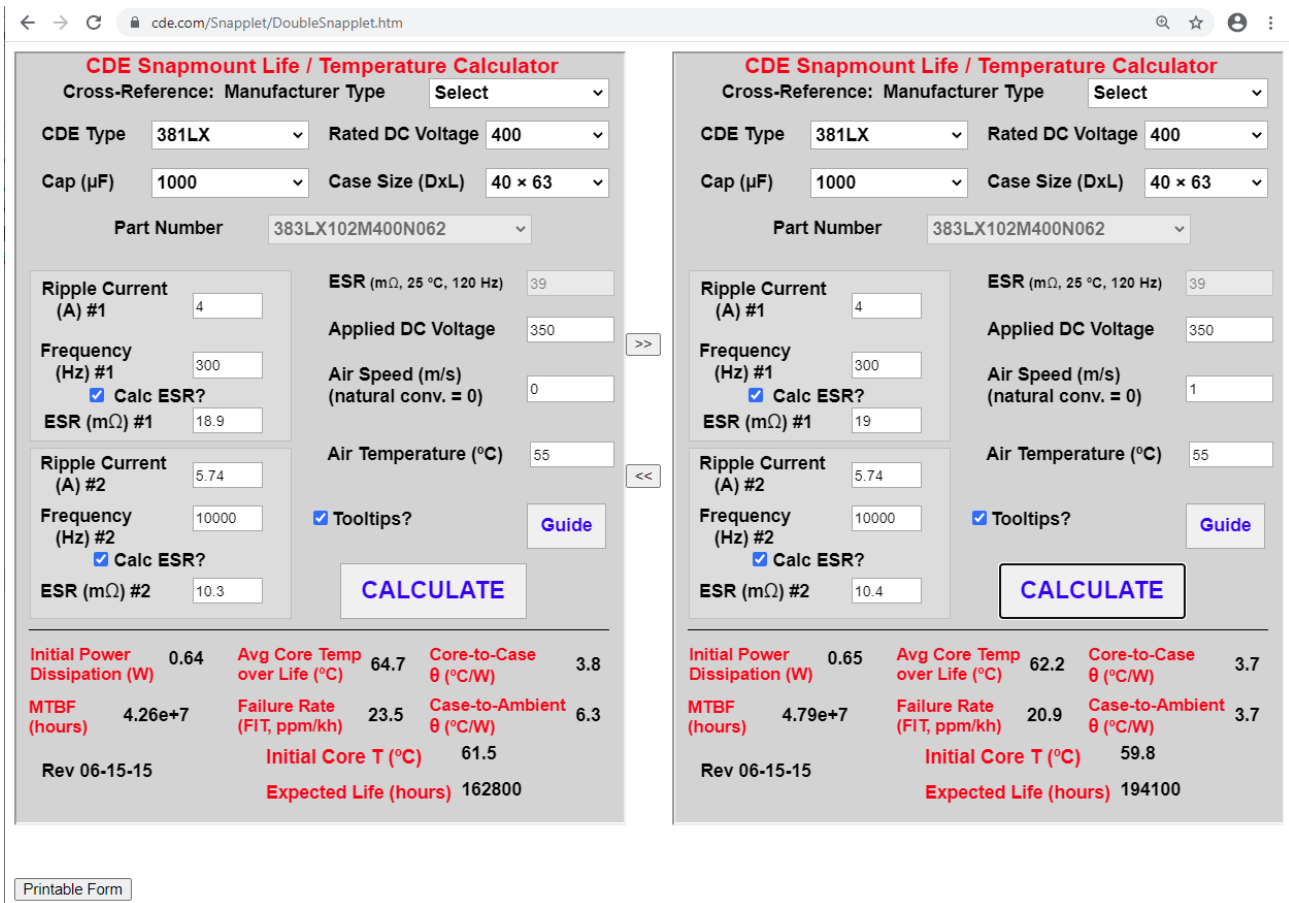 cde.com/Snapplet/DoubleSnapplet.htm
CDE Snapmount Life / Temperature Calculator
Cross-Reference: Manufacturer Type Select
CDE Type 381LX Rated DC Voltage 400
Cap (µF) 1000 Case Size (DxL) 40 × 63
Part Number 383LX102M400N062
Ripple Current
(A) #1 4
Frequency
(Hz) #1 300
Calc ESR?
ESR (mΩ) #1 18.9
Ripple Current
(A) #2 5.74
Frequency
(Hz) #2 10000
Calc ESR?
ESR (mΩ) #2 10.3
ESR (mΩ, 25 ºC, 120 Hz) 39
Applied DC Voltage 350
Air Speed (m/s)
(natural conv. = 0) 0
Air Temperature (ºC) 55
Tooltips? Guide
CALCULATE
Initial Power
Dissipation (W) 0.64
Avg Core Temp
over Life (ºC) 64.7
Core-to-Case
θ (ºC/W) 3.8
MTBF
(hours) 4.26e+7
Failure Rate
(FIT, ppm/kh) 23.5
Case-to-Ambient
θ (ºC/W) 6.3
Initial Core T (ºC) 61.5
Rev 06-15-15
Expected Life (hours) 162800
>>
<<
CDE Snapmount Life / Temperature Calculator
Cross-Reference: Manufacturer Type Select
CDE Type 381LX Rated DC Voltage 400
Cap (µF) 1000 Case Size (DxL) 40 × 63
Part Number 383LX102M400N062
Ripple Current
(A) #1 4
Frequency
(Hz) #1 300
Calc ESR?
ESR (mΩ) #1 19
Ripple Current
(A) #2 5.74
Frequency
(Hz) #2 10000
Calc ESR?
ESR (mΩ) #2 10.4
ESR (mΩ, 25 ºC, 120 Hz) 39
Applied DC Voltage 350
Air Speed (m/s)
(natural conv. = 0) 1
Air Temperature (ºC) 55
Tooltips? Guide
CALCULATE
Initial Power
Dissipation (W) 0.65
Avg Core Temp
over Life (ºC) 62.2
Core-to-Case
θ (ºC/W) 3.7
MTBF
(hours) 4.79e+7
Failure Rate
(FIT, ppm/kh) 20.9
Case-to-Ambient
θ (ºC/W) 3.7
Initial Core T (ºC) 59.8
Rev 06-15-15
Expected Life (hours) 194100
Printable Form